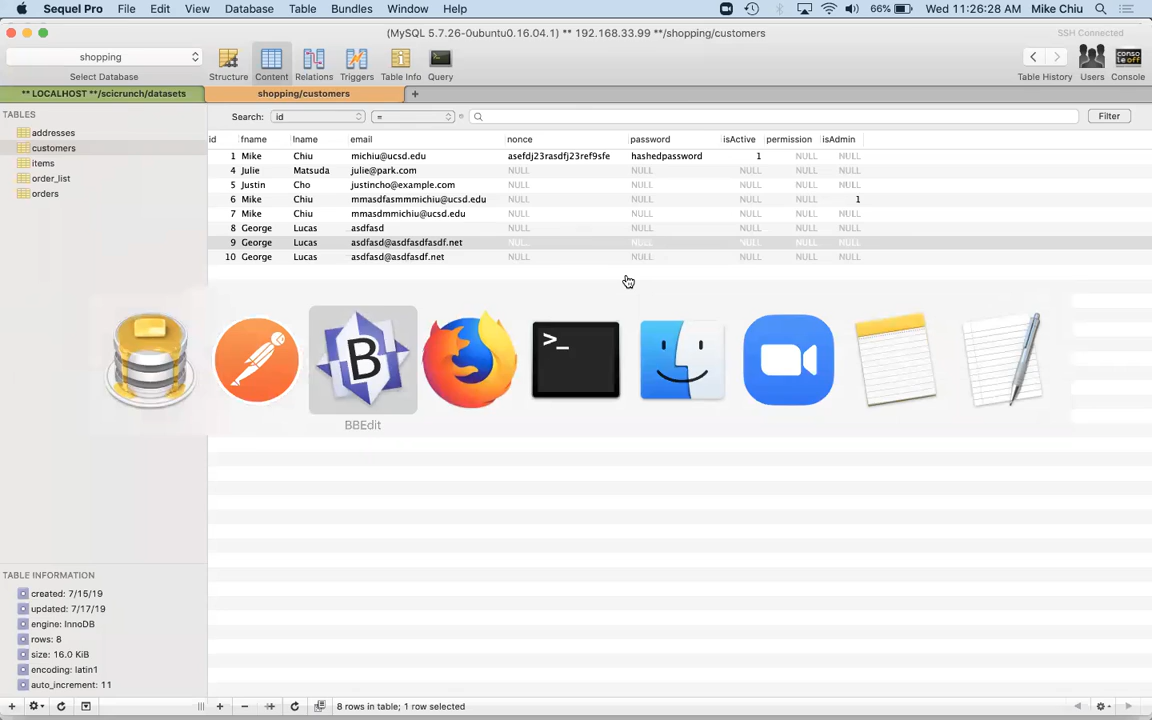 Sequel Pro File Edit View Database Table Bundles Window Help 66% Wed 11:26:28 AM Mike Chiu
(MySQL 5.7.26-0ubuntu0.16.04.1) ** 192.168.33.99 **/shopping/customers SSH Connected
shopping
Select Database Structure Content Relations Triggers Table Info Query Table History Users Console
console off
** LOCALHOST **/scicrunch/datasets shopping/customers +
TABLES
addresses
customers
items
order_list
orders
Search: id = Filter
id fname lname email nonce password isActive permission isAdmin
1 Mike Chiu michiu@ucsd.edu asefdj23rasdfj23ref9sfe hashedpassword 1 NULL NULL
4 Julie Matsuda julie@park.com NULL NULL NULL NULL NULL
5 Justin Cho justincho@example.com NULL NULL NULL NULL NULL
6 Mike Chiu mmasdfasmmmichiu@ucsd.edu NULL NULL NULL NULL 1
7 Mike Chiu mmasdmmichiu@ucsd.edu NULL NULL NULL NULL NULL
8 George Lucas asdfasd NULL NULL NULL NULL NULL
9 George Lucas asdfasd@asdfasdfasdf.net NULL NULL NULL NULL NULL
10 George Lucas asdfasd@asdfasdf.net NULL NULL NULL NULL NULL
B
>_
BBEdit
TABLE INFORMATION
created: 7/15/19
updated: 7/17/19
engine: InnoDB
rows: 8
size: 16.0 KiB
encoding: latin1
auto_increment: 11
8 rows in table; 1 row selected